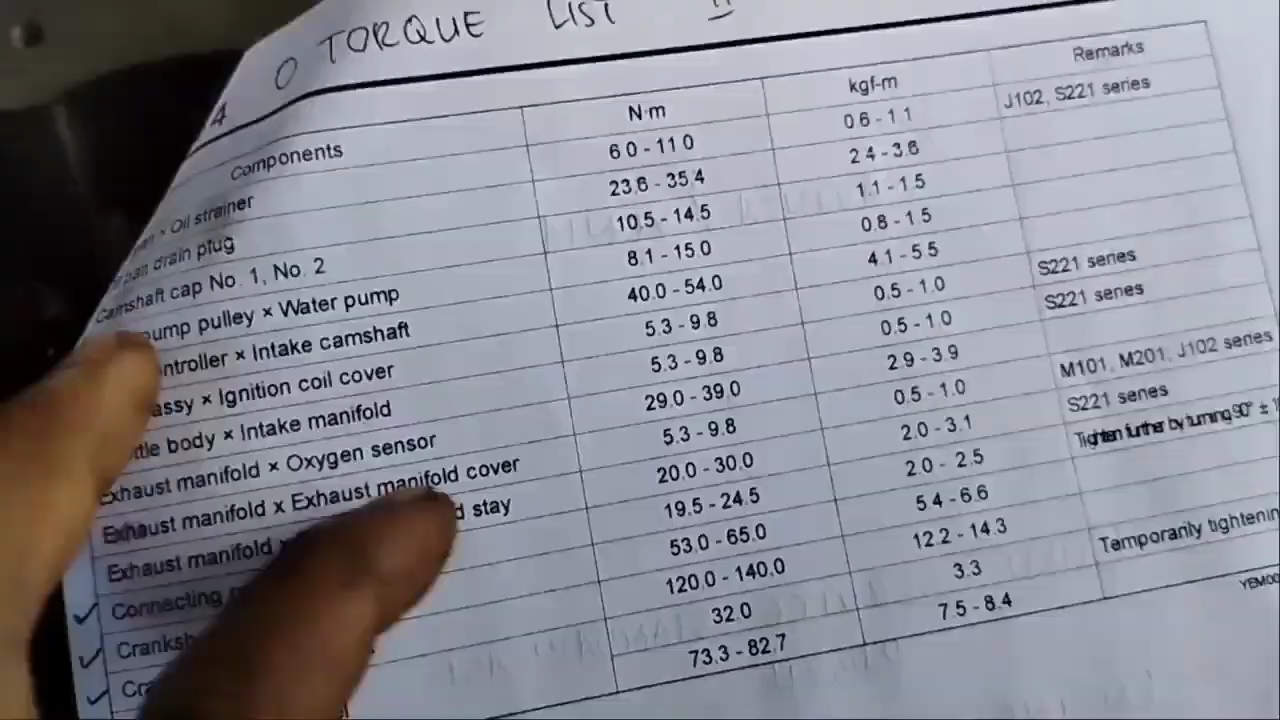 4 O TORQUE LIST !!
Components N·m kgf-m Remarks
× Oil strainer 6.0 - 11.0 0.6 - 1.1 J102, S221 series
drain plug 23.6 - 35.4 2.4 - 3.6
Camshaft cap No. 1, No. 2 10.5 - 14.5 1.1 - 1.5
pump pulley × Water pump 8.1 - 15.0 0.8 - 1.5
ntroller × Intake camshaft 40.0 - 54.0 4.1 - 5.5
assy × Ignition coil cover 5.3 - 9.8 0.5 - 1.0 S221 series
ttle body × Intake manifold 5.3 - 9.8 0.5 - 1.0 S221 series
Exhaust manifold × Oxygen sensor 29.0 - 39.0 2.9 - 3.9
Exhaust manifold x Exhaust manifold cover 5.3 - 9.8 0.5 - 1.0 M101, M201, J102 series
Exhaust manifold d stay 20.0 - 30.0 2.0 - 3.1 S221 series
Connecting 19.5 - 24.5 2.0 - 2.5 Tighten further by turning 90° ± 
Cranksh 53.0 - 65.0 5.4 - 6.6
Cra 120.0 - 140.0 12.2 - 14.3
32.0 3.3 Temporarily tightenin
73.3 - 82.7 7.5 - 8.4
YEM00